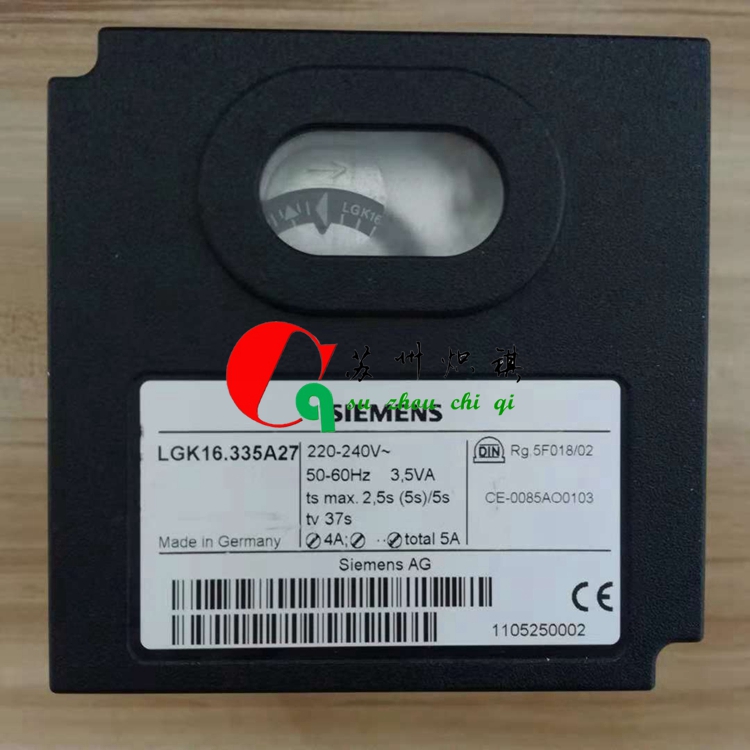 LGK16
苏州炽祺
su zhou chi qi
SIEMENS
LGK16.335A27
220-240V~
50-60Hz 3,5VA
ts max. 2,5s (5s)/5s
tv 37s
4A; ·· total 5A
Made in Germany
DIN Rg.5F018/02
CE-0085AO0103
Siemens AG
CE
1105250002